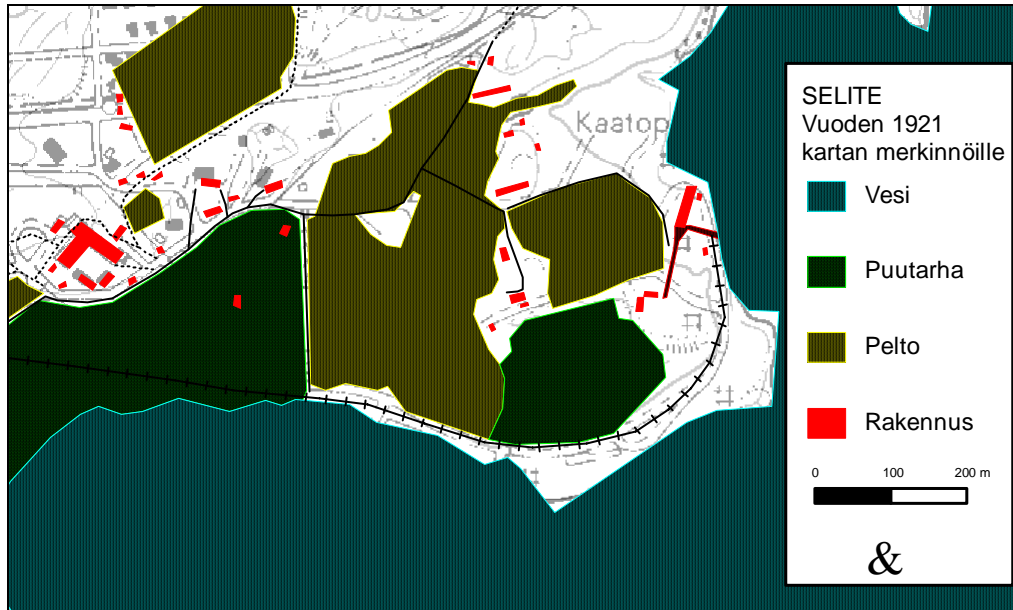 Kaatop
SELITE
Vuoden 1921
kartan merkinnöille
Vesi
Puutarha
Pelto
Rakennus
0 100 200 m
&